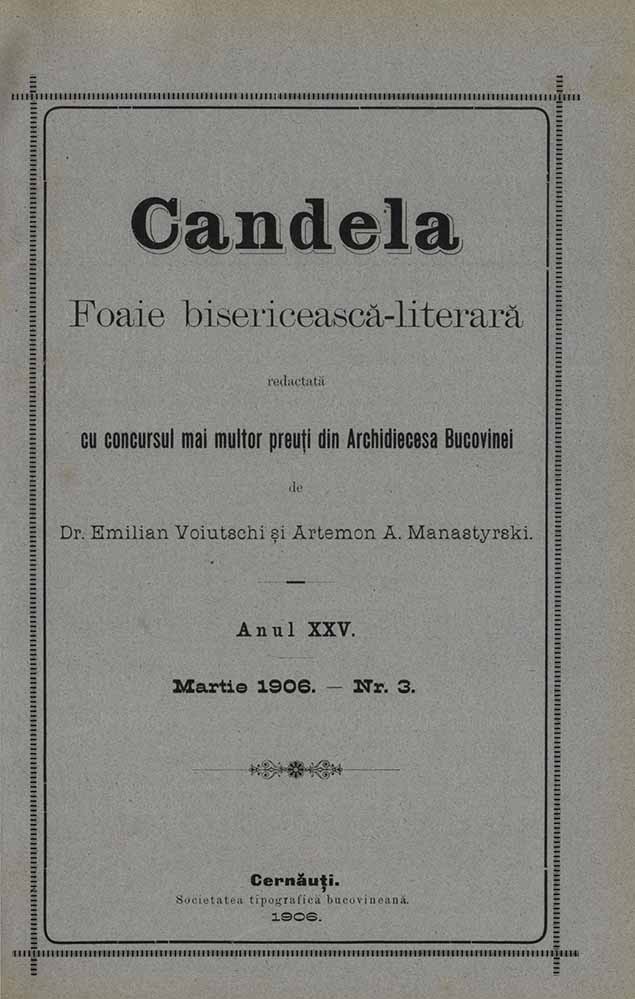 Candela
Foaie bisericească-literară
redactată
cu concursul mai multor preuţi din Archidiecesa Bucovinei
de
Dr. Emilian Voiutschi şi Artemon A. Manastyrski.
Anul XXV.
Martie 1906. — Nr. 3.
Cernăuţi.
Societatea tipografică bucovineană.
1906.